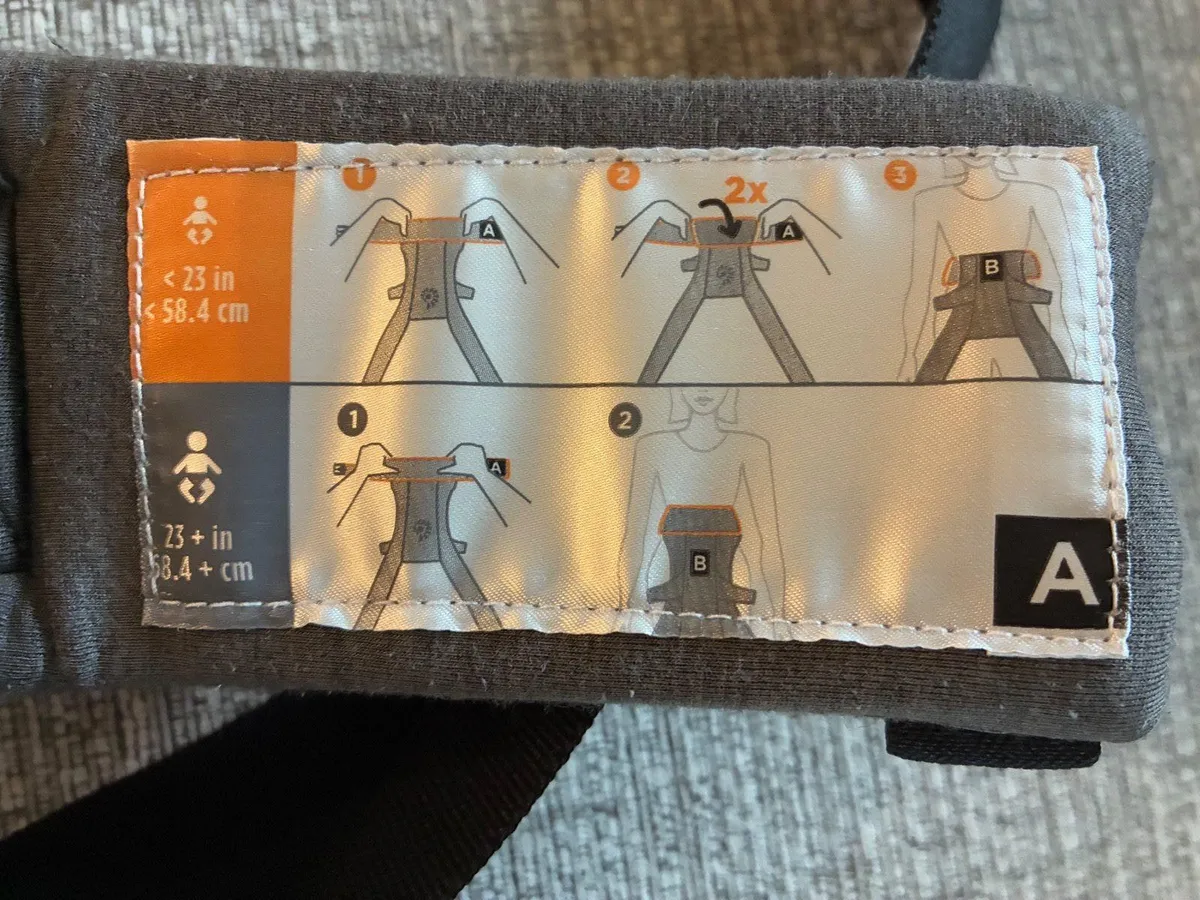 1
2
2x
3
< 23 in
< 58.4 cm
A
A
B
1
2
23 + in
58.4 + cm
A
B
A